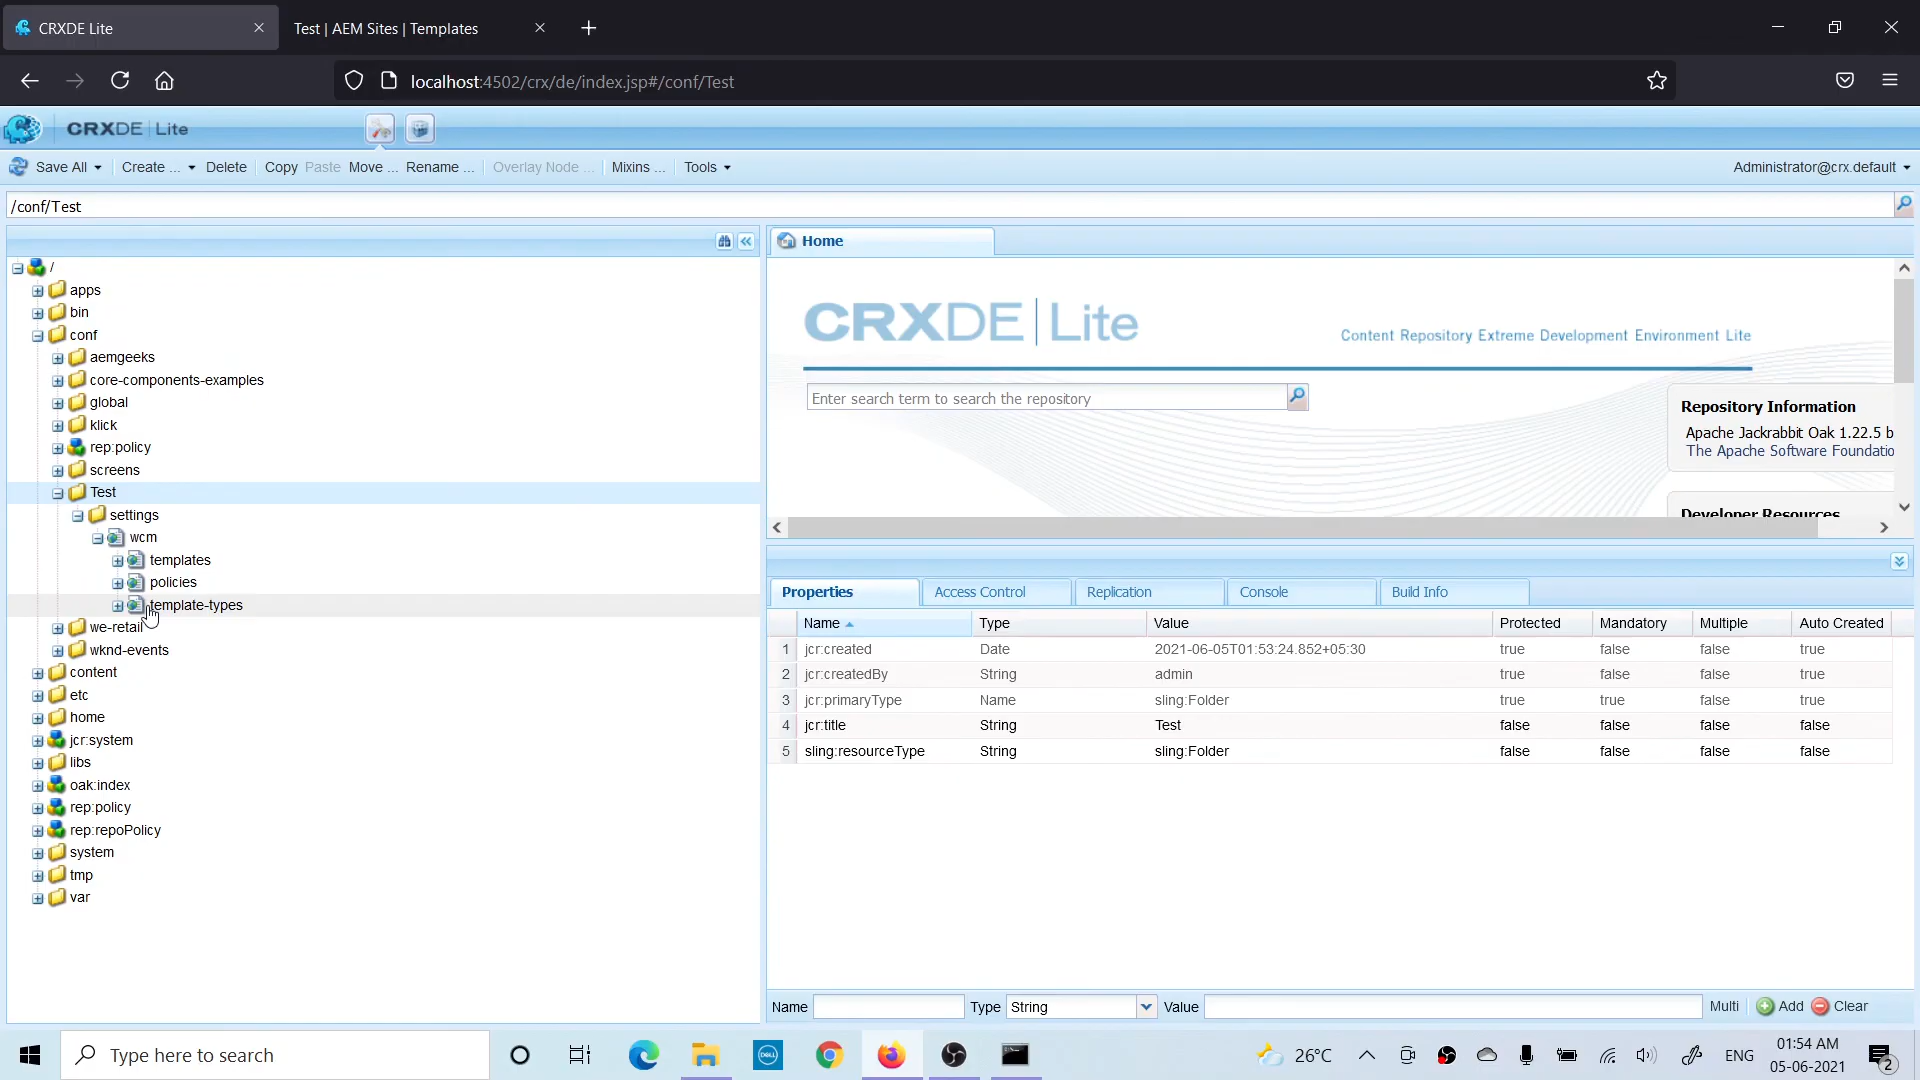 CRXDE Lite
Test | AEM Sites | Templates
localhost:4502/crx/de/index.jsp#/conf/Test
CRXDE | Lite
Save All
Create ...
Delete
Copy
Paste
Move ...
Rename ...
Overlay Node ...
Mixins ...
Tools
Administrator@crx.default
/conf/Test
/
apps
bin
conf
aemgeeks
core-components-examples
global
klick
rep:policy
screens
Test
settings
wcm
templates
policies
template-types
we-retail
wknd-events
content
etc
home
jcr:system
libs
oak:index
rep:policy
rep:repoPolicy
system
tmp
var
Home
CRXDE | Lite
Content Repository Extreme Development Environment Lite
Enter search term to search the repository
Repository Information
Apache Jackrabbit Oak 1.22.5 b
The Apache Software Foundatio
Developer Resources
Properties
Access Control
Replication
Console
Build Info
Name Type Value Protected Mandatory Multiple Auto Created
1 jcr:created Date 2021-06-05T01:53:24.852+05:30 true false false true
2 jcr:createdBy String admin true false false true
3 jcr:primaryType Name sling:Folder true true false true
4 jcr:title String Test false false false false
5 sling:resourceType String sling:Folder false false false false
Name Type String Value Multi Add Clear
Type here to search
DELL
26°C
ENG
01:54 AM
05-06-2021
2